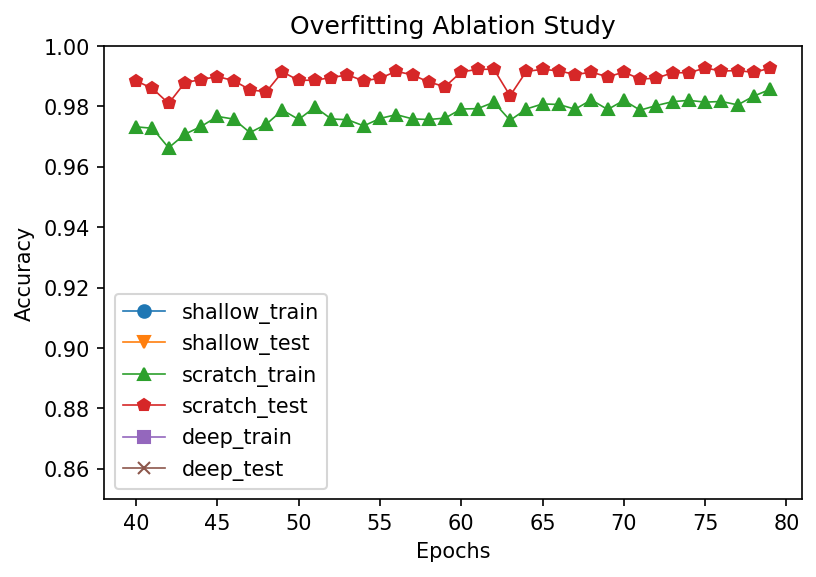 Overfitting Ablation Study
1.00
0.98
0.96
0.94
0.92
0.90
0.88
0.86
Accuracy
shallow_train
shallow_test
scratch_train
scratch_test
deep_train
deep_test
40 45 50 55 60 65 70 75 80
Epochs